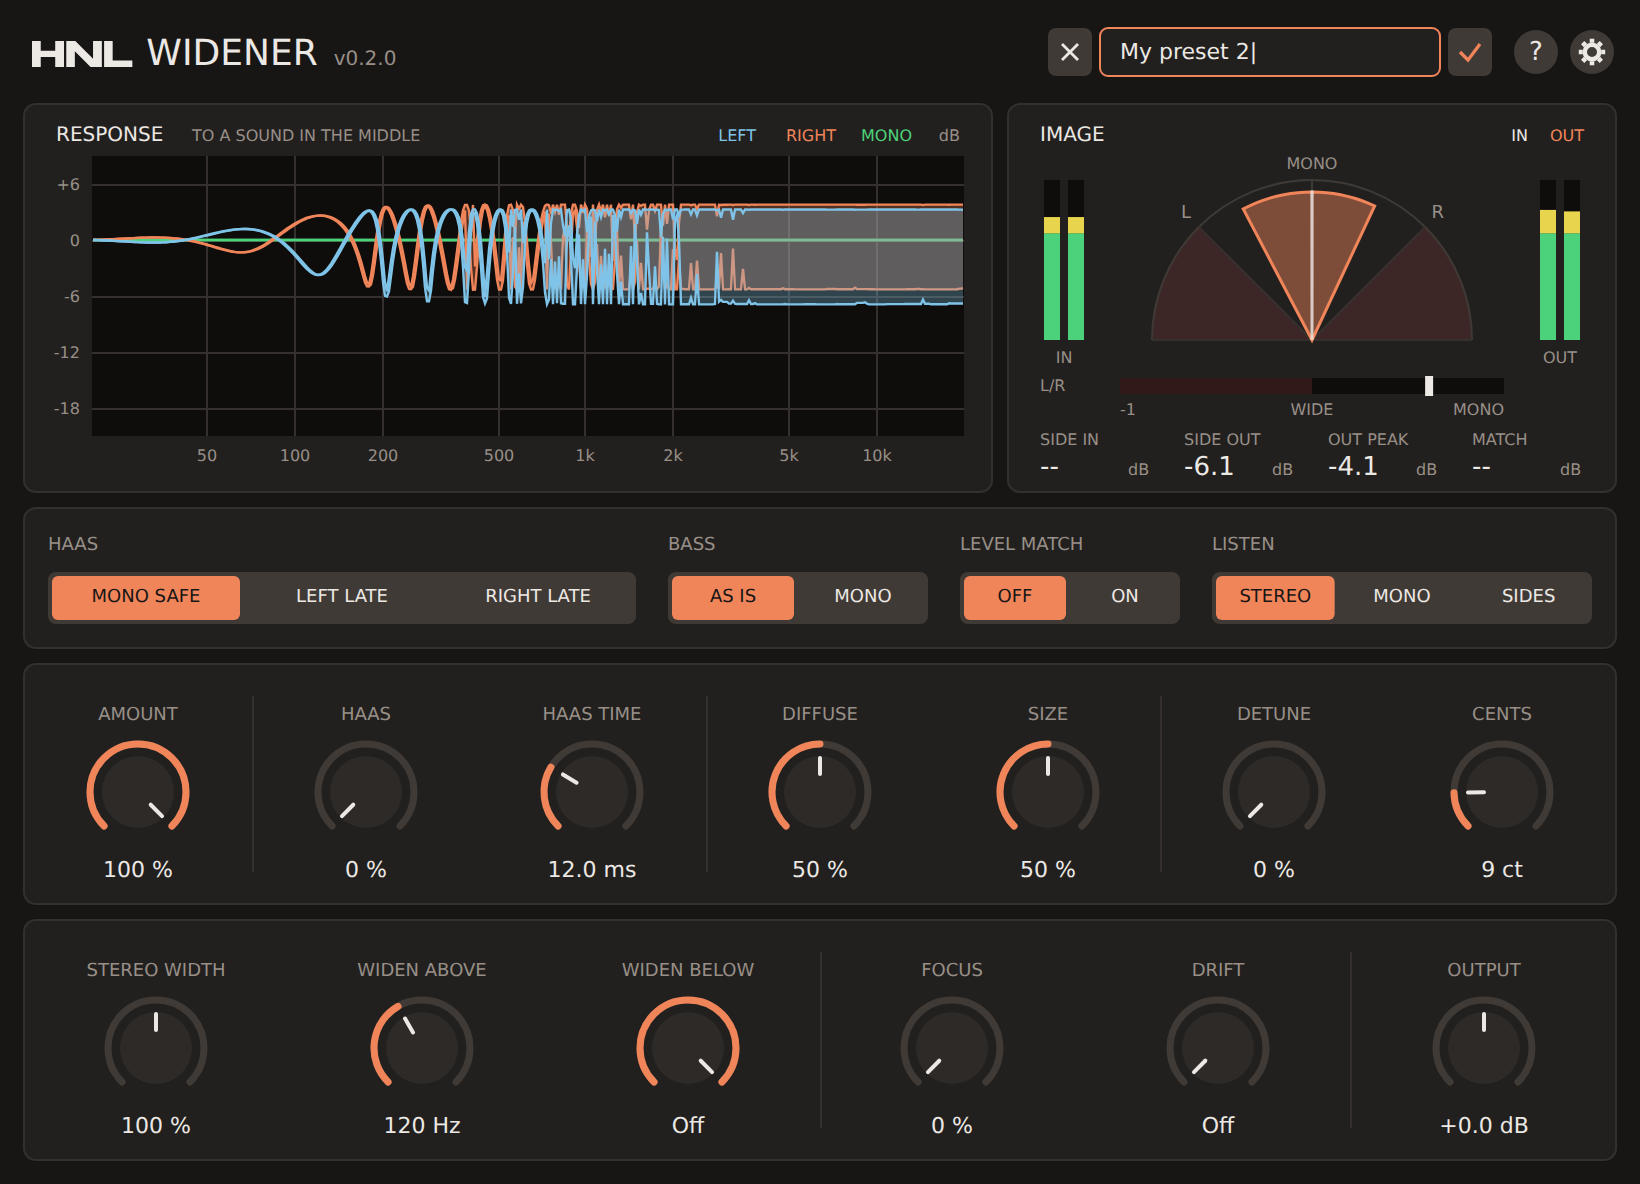 HNL WIDENER v0.2.0
My preset 2
?
RESPONSE TO A SOUND IN THE MIDDLE LEFT RIGHT MONO dB
+6
0
-6
-12
-18
50 100 200 500 1k 2k 5k 10k
IMAGE IN OUT
MONO
L R
IN OUT
L/R
-1 WIDE MONO
SIDE IN SIDE OUT OUT PEAK MATCH
-- dB -6.1 dB -4.1 dB -- dB
HAAS BASS LEVEL MATCH LISTEN
MONO SAFE LEFT LATE RIGHT LATE AS IS MONO OFF ON STEREO MONO SIDES
AMOUNT HAAS HAAS TIME DIFFUSE SIZE DETUNE CENTS
100 % 0 % 12.0 ms 50 % 50 % 0 % 9 ct
STEREO WIDTH WIDEN ABOVE WIDEN BELOW FOCUS DRIFT OUTPUT
100 % 120 Hz Off 0 % Off +0.0 dB